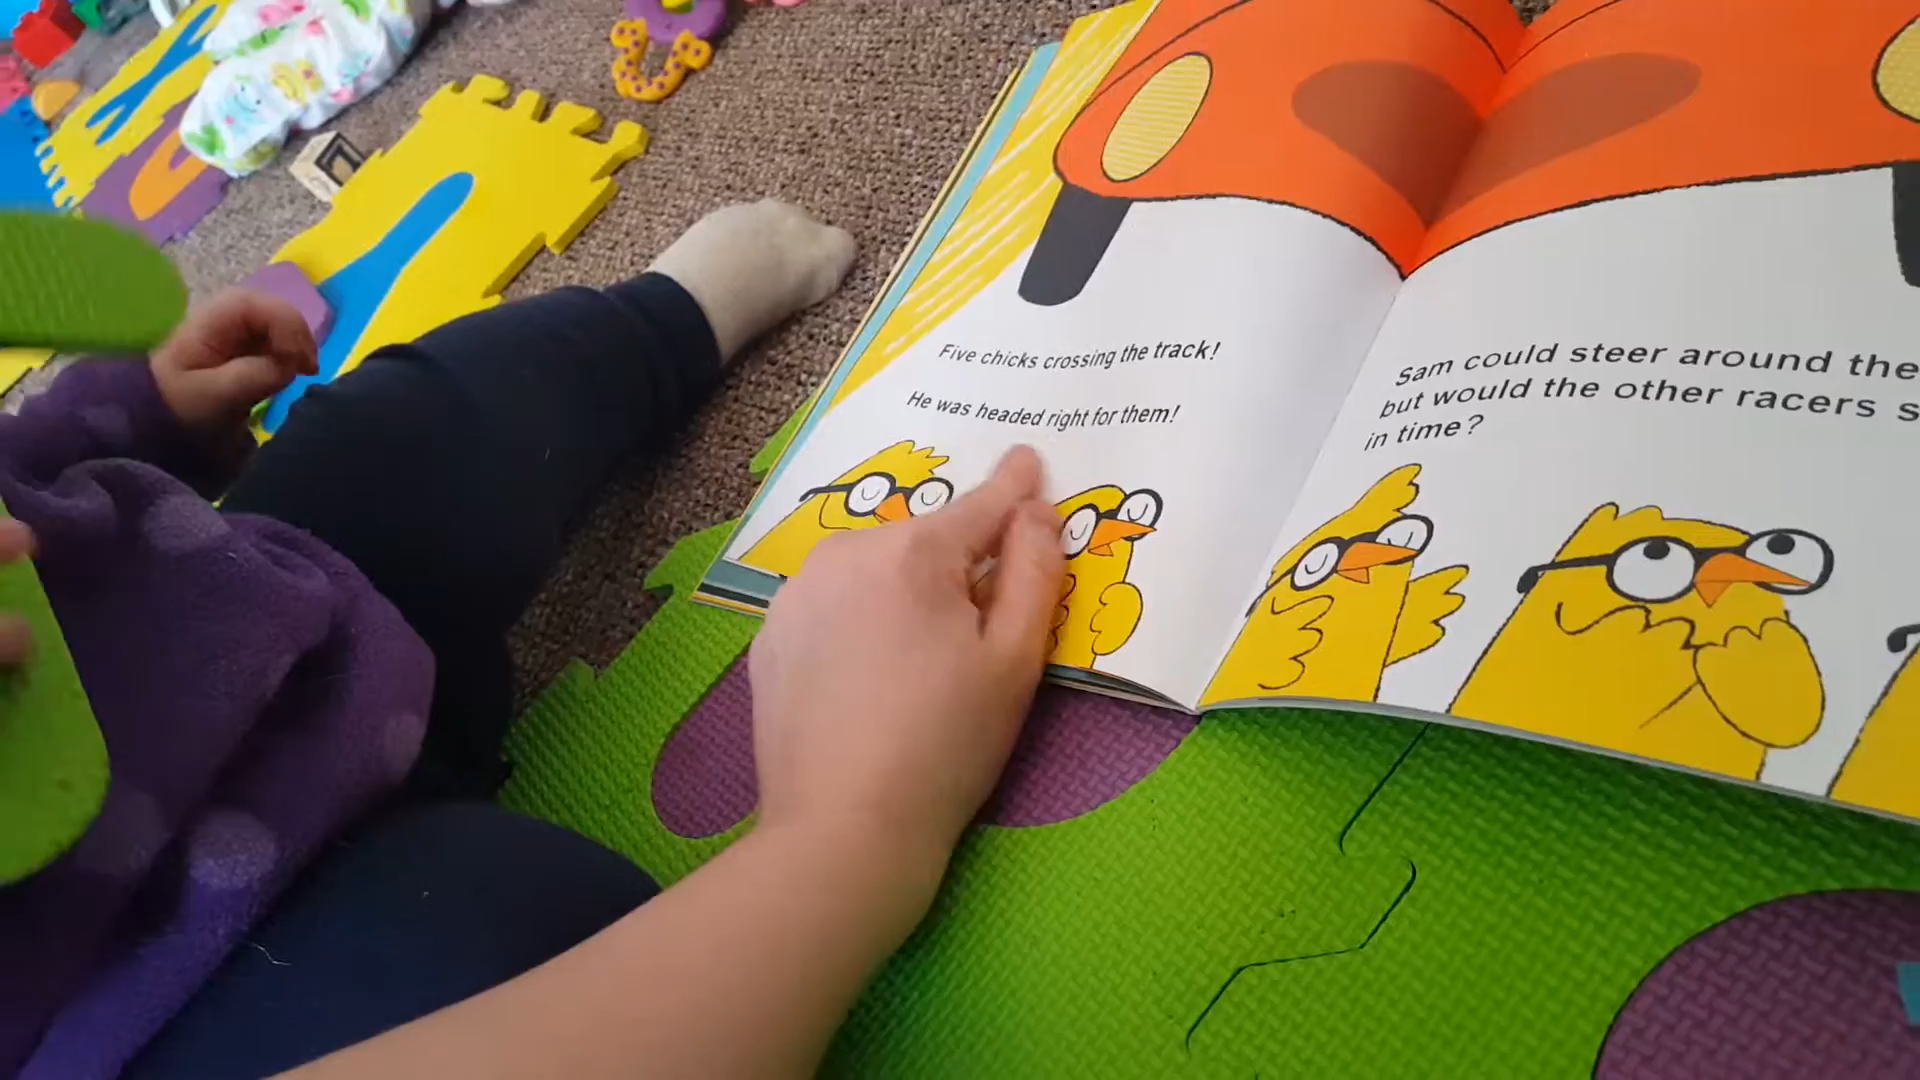 Five chicks crossing the track!
He was headed right for them!
Sam could steer around the
but would the other racers
in time?